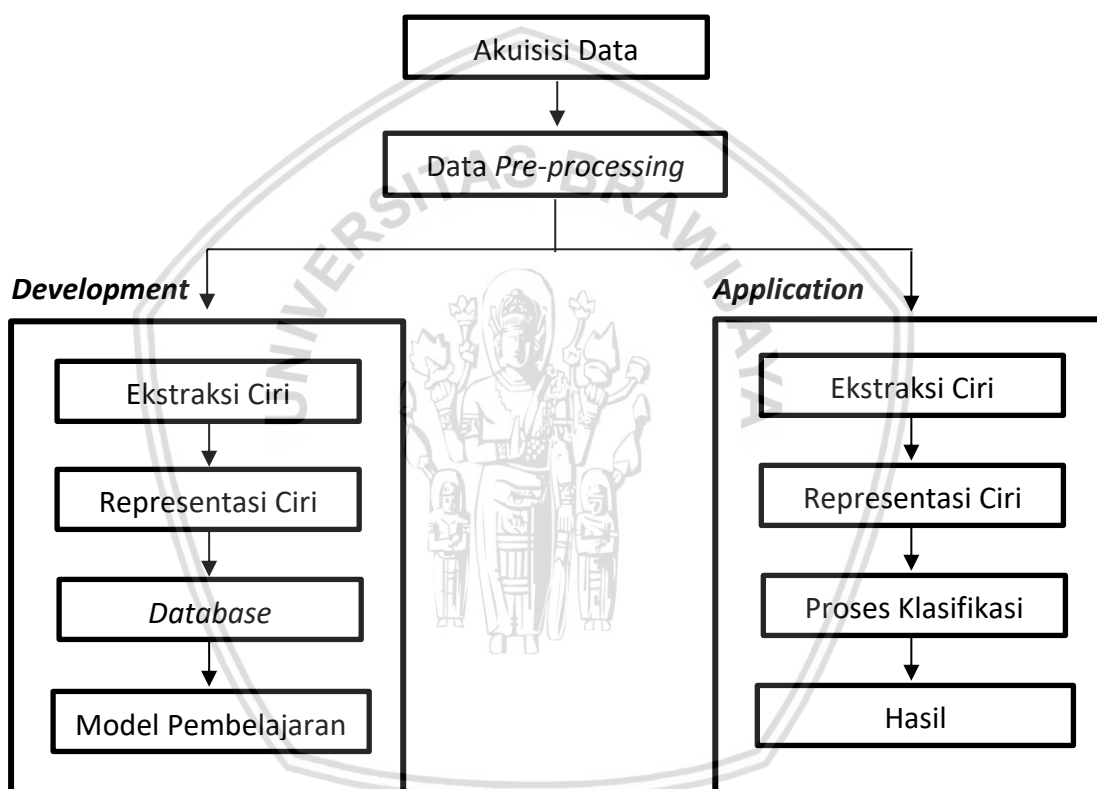 Akuisisi Data
Data Pre-processing
UNIVERSITAS BRAWIJAYA
Development
Ekstraksi Ciri
Representasi Ciri
Database
Model Pembelajaran
Application
Ekstraksi Ciri
Representasi Ciri
Proses Klasifikasi
Hasil